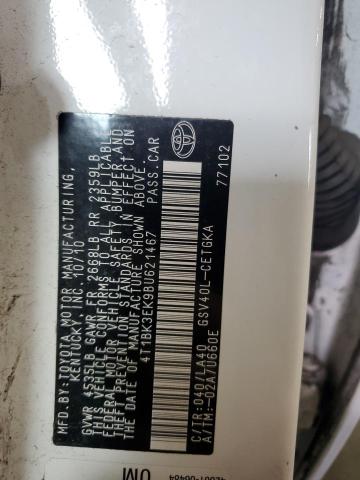 MFD. BY:TOYOTA MOTOR MANUFACTURING,
KENTUCKY, INC. 10/10
GVWR 4535LB GAWR FR 2668LB RR 2359LB
THIS VEHICLE CONFORMS TO ALL APPLICABLE
FEDERAL MOTOR VEHICLE SAFETY, BUMPER, AND
THEFT PREVENTION STANDARDS IN EFFECT ON
THE DATE OF MANUFACTURE SHOWN ABOVE.
4T1BK3EK9BU621467 PASS.CAR
C/TR:040/LA40
A/TM:-02A/U660E
GSV40L-CETGKA
77102